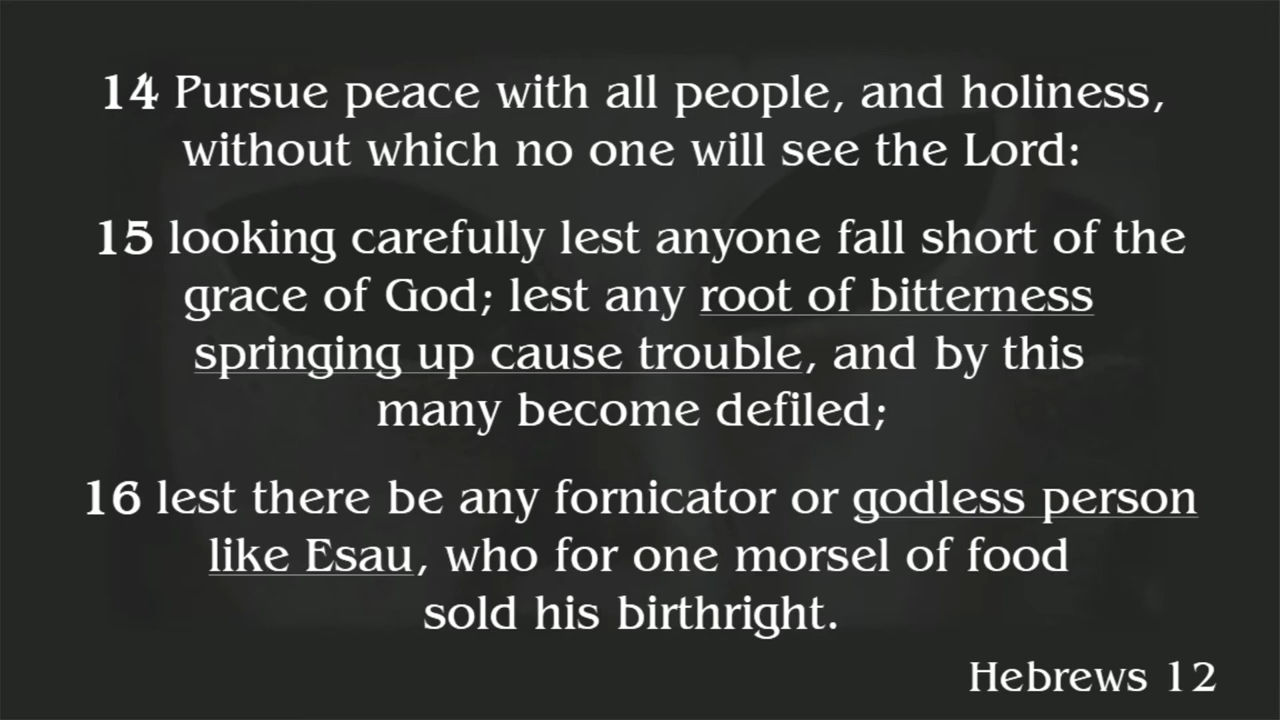 14 Pursue peace with all people, and holiness,
without which no one will see the Lord:
15 looking carefully lest anyone fall short of the
grace of God; lest any root of bitterness
springing up cause trouble, and by this
many become defiled;
16 lest there be any fornicator or godless person
like Esau, who for one morsel of food
sold his birthright.
Hebrews 12